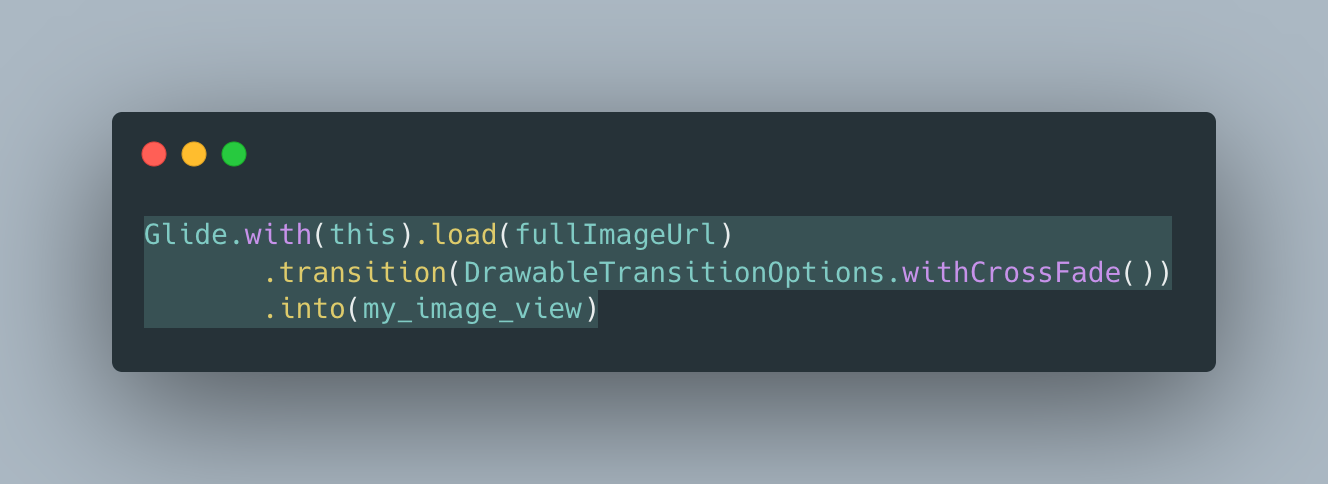 Glide.with(this).load(fullImageUrl)
        .transition(DrawableTransitionOptions.withCrossFade())
        .into(my_image_view)